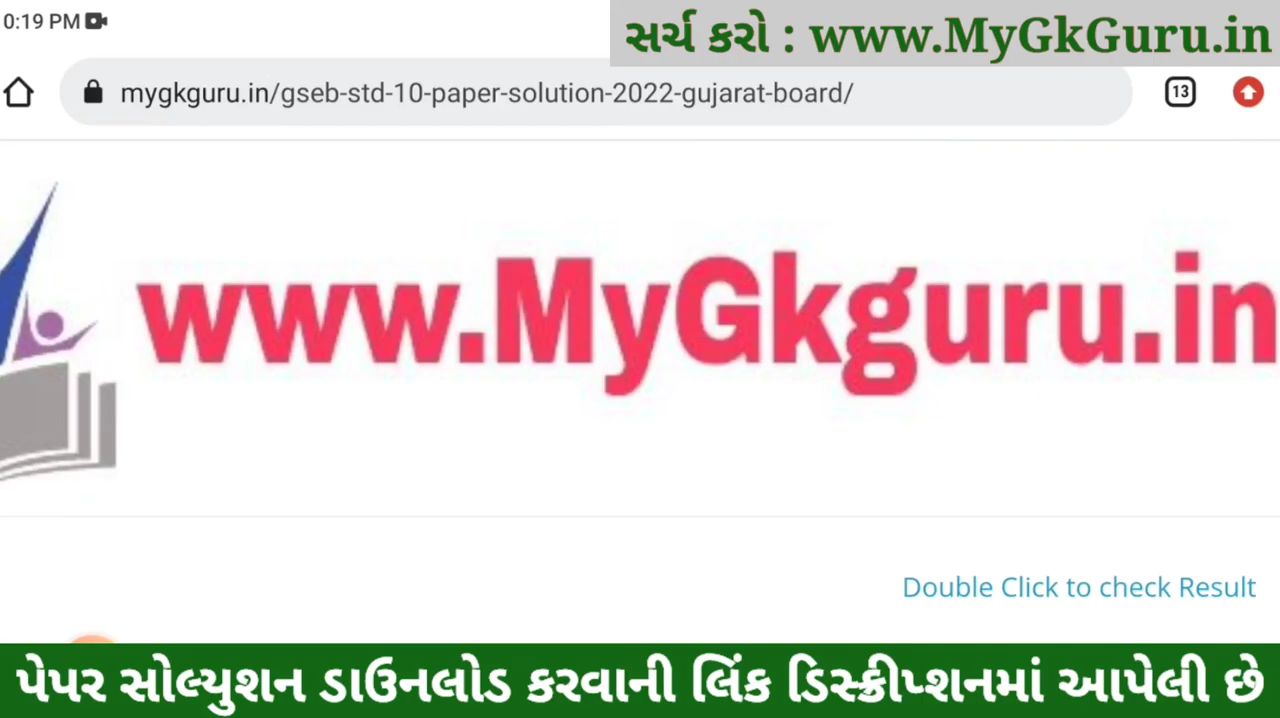 0:19 PM
સર્ચ કરો : www.MyGkGuru.in
mygkguru.in/gseb-std-10-paper-solution-2022-gujarat-board/
13
www.MyGkguru.in
Double Click to check Result
પેપર સોલ્યુશન ડાઉનલોડ કરવાની લિંક ડિસ્ક્રીપ્શનમાં આપેલી છે